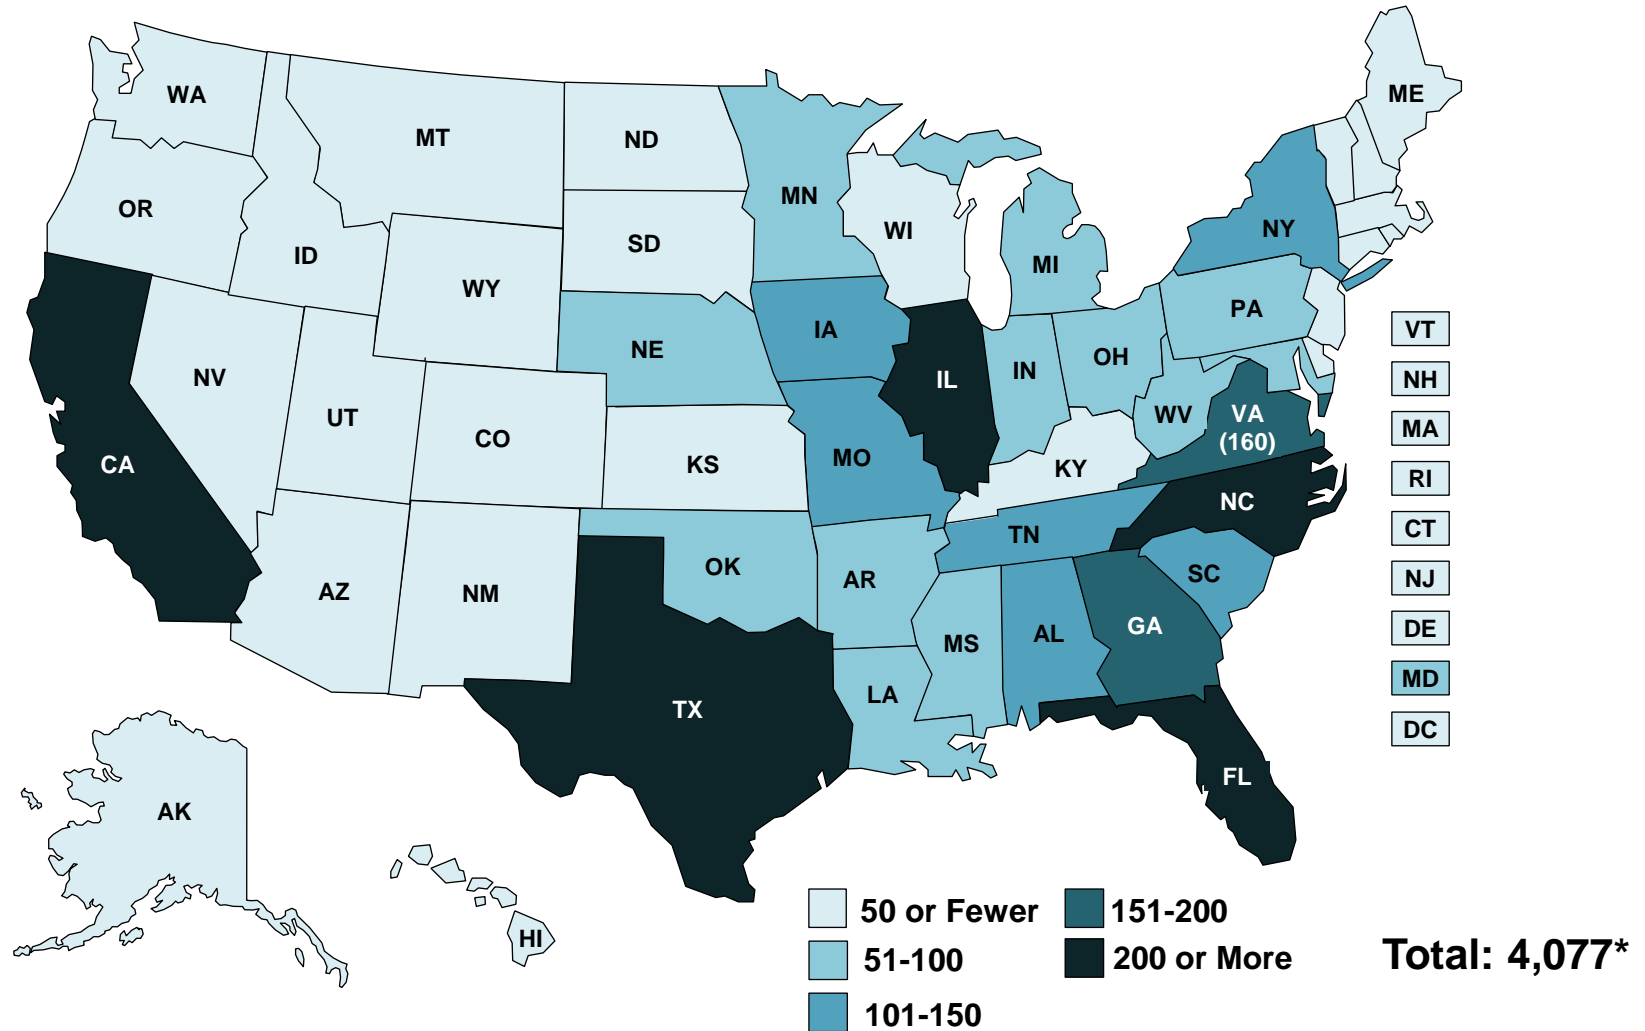 WA
MT
ND
ME
OR
MN
ID
SD
WI
NY
MI
WY
PA
IA
VT
NE
OH
NV
IN
IL
NH
UT
CO
WV
VA
(160)
MA
CA
KS
MO
KY
RI
NC
TN
CT
OK
AR
SC
AZ
NM
NJ
MS
AL
GA
DE
LA
MD
TX
DC
FL
AK
HI
50 or Fewer
151-200
51-100
200 or More
101-150
Total: 4,077*